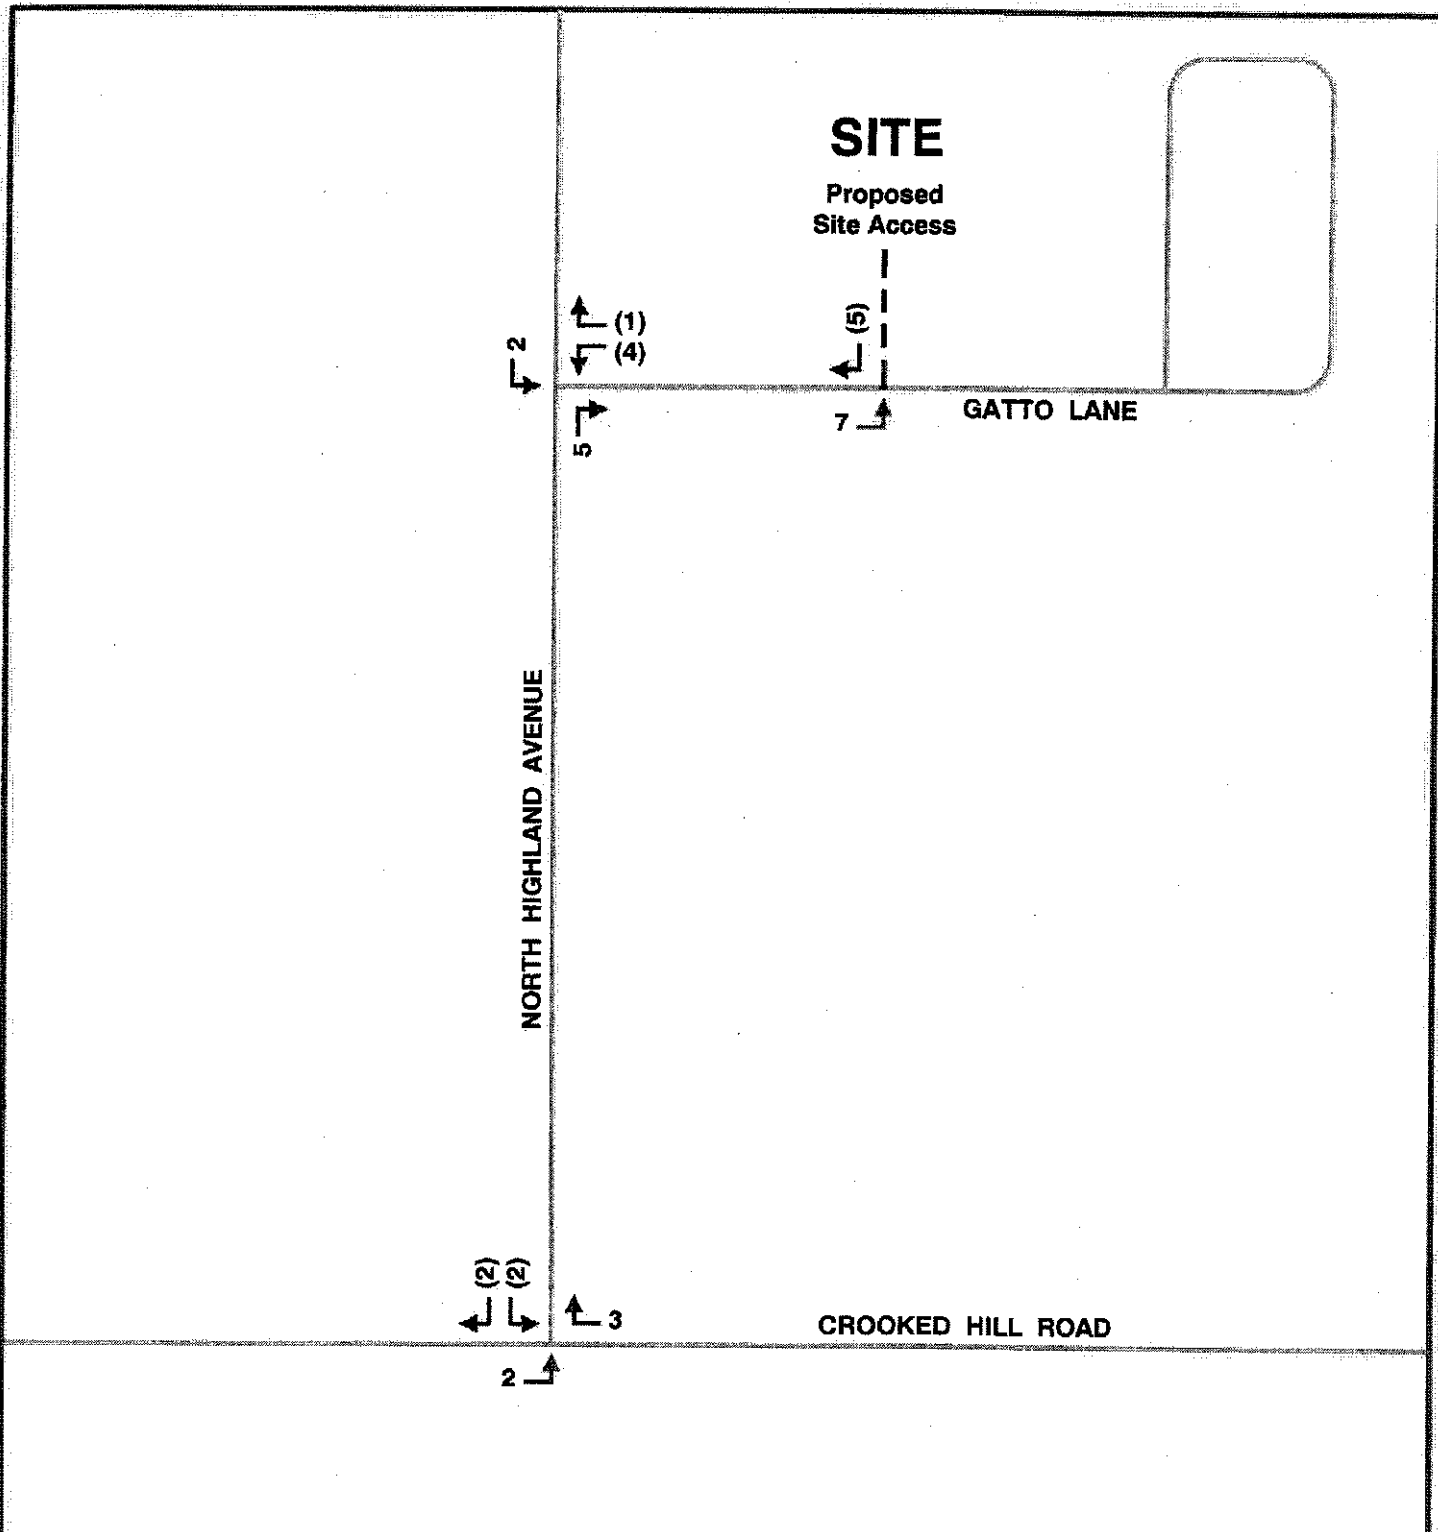 SITE
Proposed
Site Access
(1)
(4)
2
(5)
5
7
GATTO LANE
NORTH HIGHLAND AVENUE
(2)
(2)
3
CROOKED HILL ROAD
2